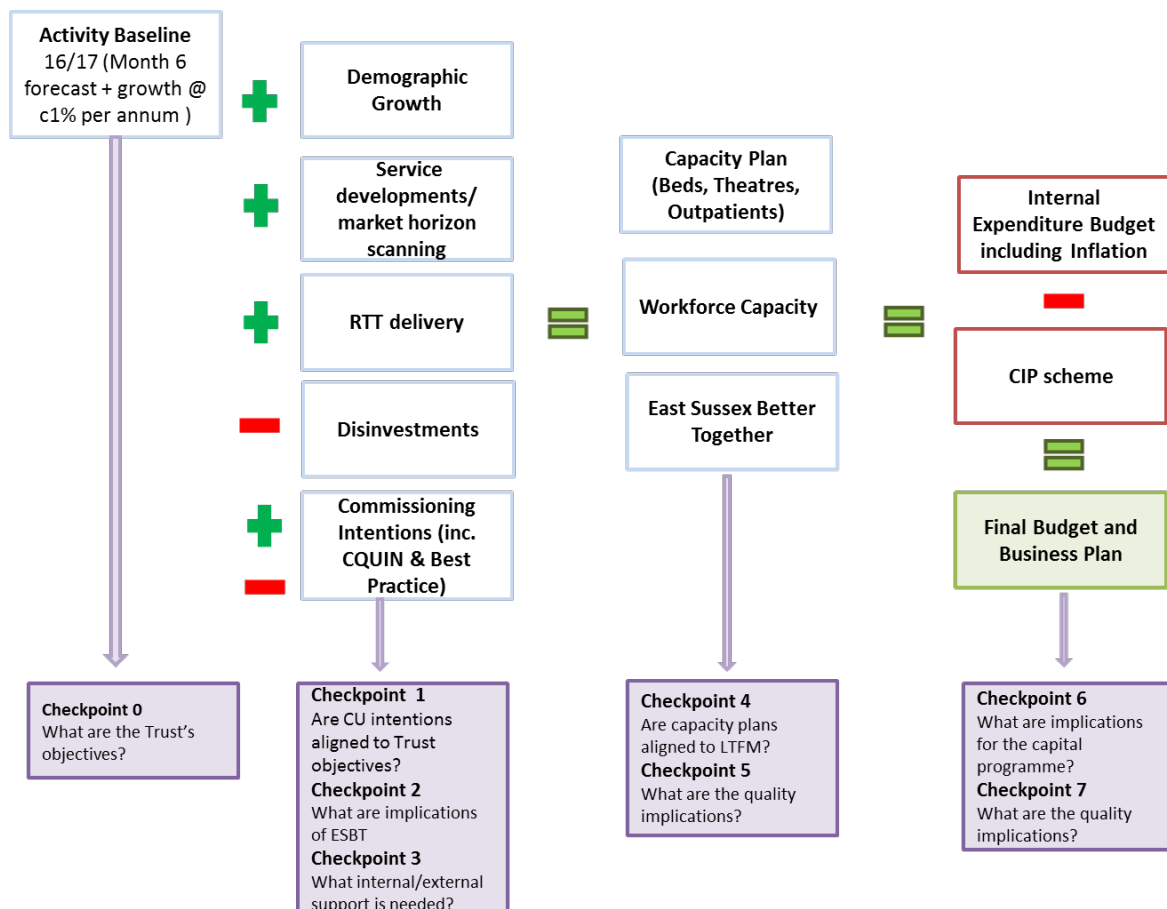 Activity Baseline
16/17 (Month 6
forecast + growth @
c1% per annum )
Demographic
Growth
Service
developments/
market horizon
scanning
RTT delivery
Disinvestments
Commissioning
Intentions (inc.
CQUIN & Best
Practice)
Capacity Plan
(Beds, Theatres,
Outpatients)
Workforce Capacity
East Sussex Better
Together
Internal
Expenditure Budget
including Inflation
CIP scheme
Final Budget and
Business Plan
Checkpoint 0
What are the Trust’s
objectives?
Checkpoint 1
Are CU intentions
aligned to Trust
objectives?
Checkpoint 2
What are implications
of ESBT
Checkpoint 3
What internal/external
support is needed?
Checkpoint 4
Are capacity plans
aligned to LTFM?
Checkpoint 5
What are the quality
implications?
Checkpoint 6
What are implications
for the capital
programme?
Checkpoint 7
What are the quality
implications?